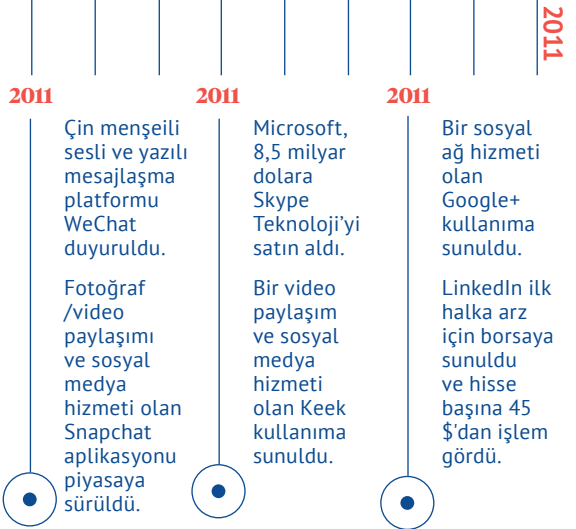 2011
2011
Çin menşeili
sesli ve yazılı
mesajlaşma
platformu
WeChat
duyuruldu.
Fotoğraf
/video
paylaşımı
ve sosyal
medya
hizmeti olan
Snapchat
aplikasyonu
piyasaya
sürüldü.
2011
Microsoft,
8,5 milyar
dolara
Skype
Teknoloji’yi
satın aldı.
Bir video
paylaşım
ve sosyal
medya
hizmeti
olan Keek
kullanıma
sunuldu.
2011
Bir sosyal
ağ hizmeti
olan
Google+
kullanıma
sunuldu.
LinkedIn ilk
halka arz
için borsaya
sunuldu
ve hisse
başına 45
$'dan işlem
gördü.